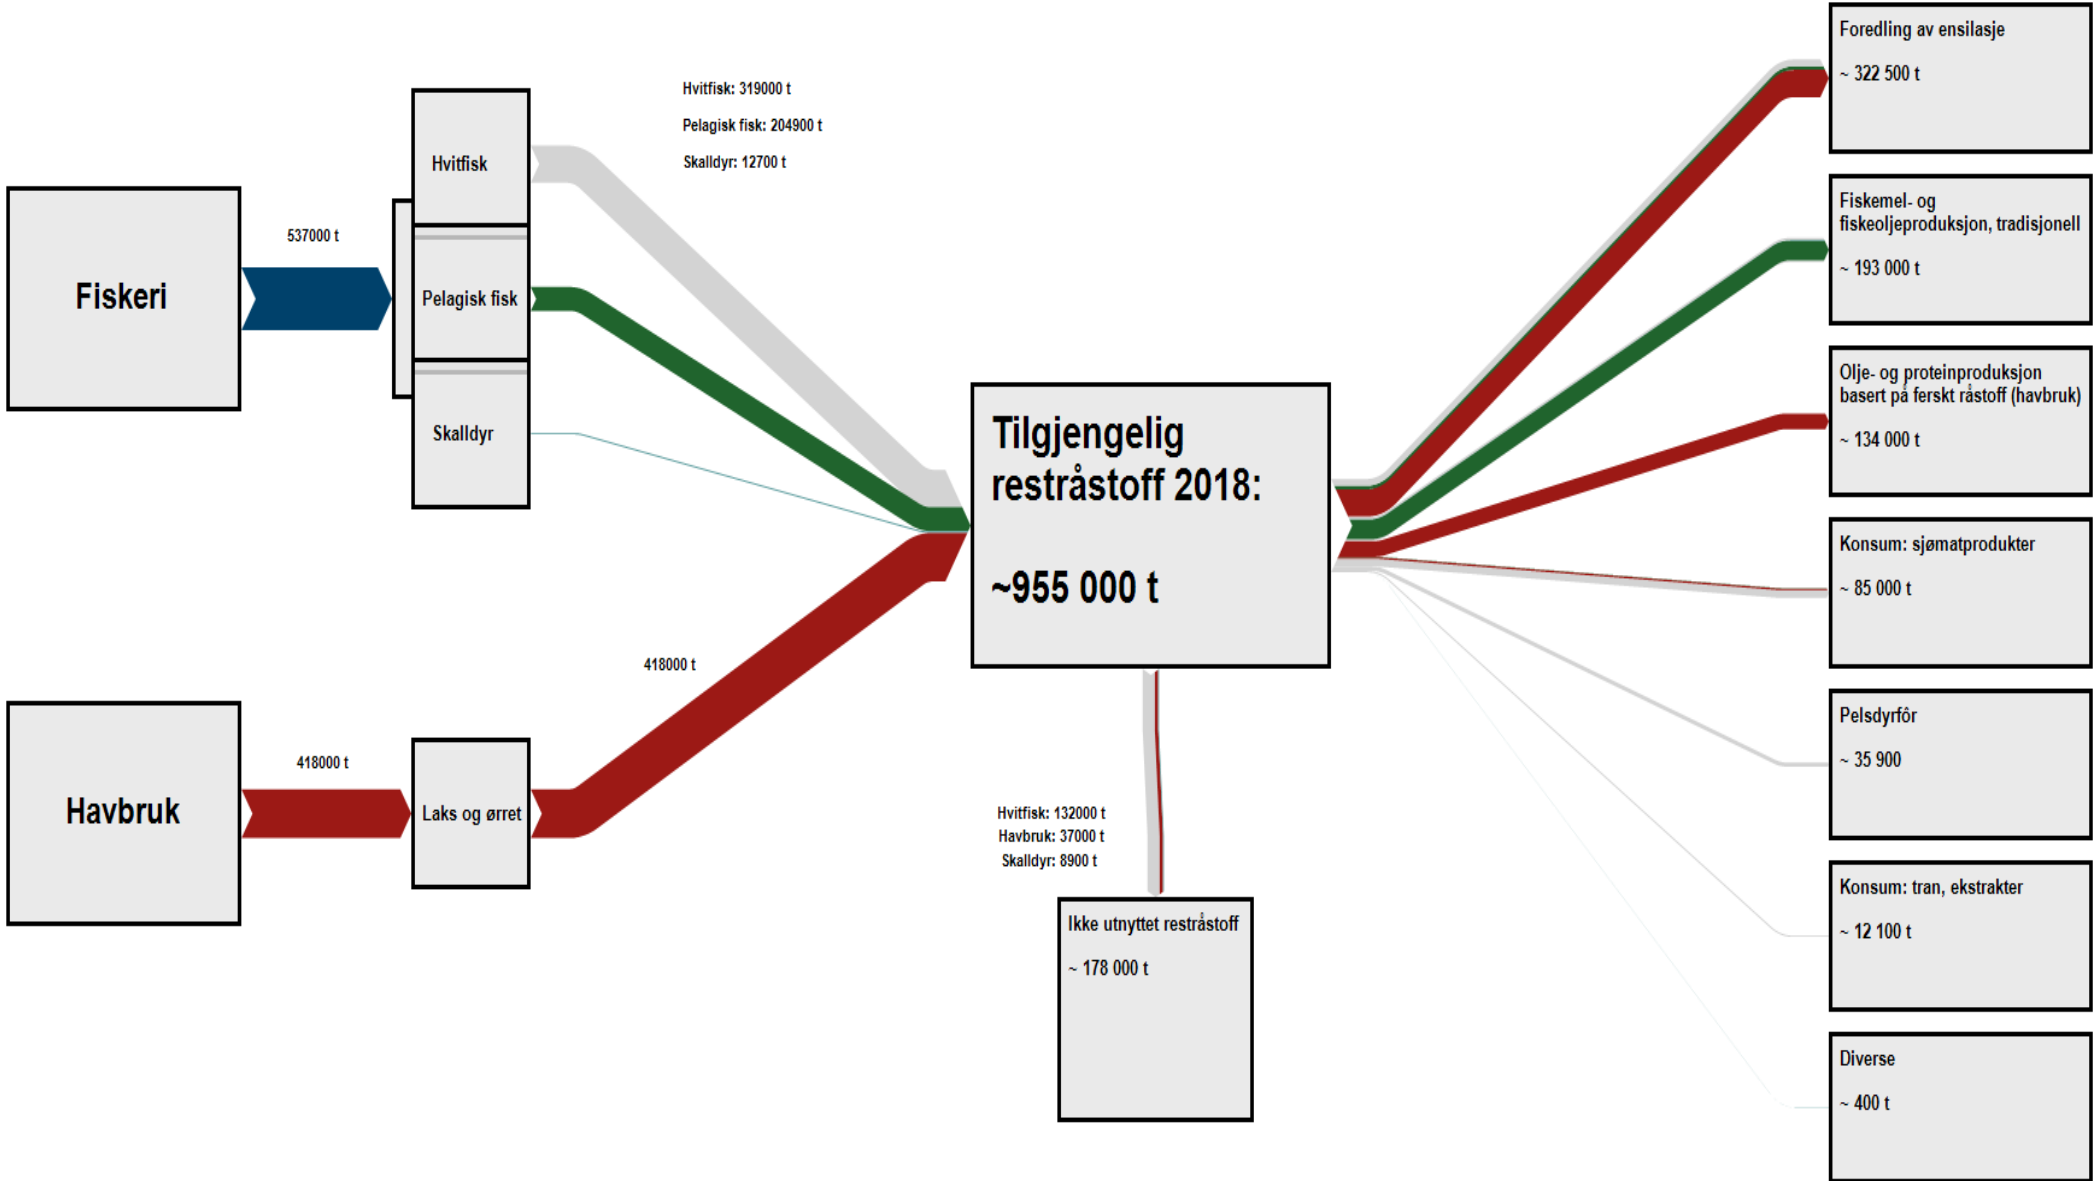 Fiskeri
537000 t
Hvitfisk
Pelagisk fisk
Skalldyr
Hvitfisk: 319000 t
Pelagisk fisk: 204900 t
Skalldyr: 12700 t
Havbruk
418000 t
Laks og ørret
418000 t
Tilgjengelig
restråstoff 2018:
~955 000 t
Hvitfisk: 132000 t
Havbruk: 37000 t
Skalldyr: 8900 t
Ikke utnyttet restråstoff
~ 178 000 t
Foredling av ensilasje
~ 322 500 t
Fiskemel- og
fiskeoljeproduksjon, tradisjonell
~ 193 000 t
Olje- og proteinproduksjon
basert på ferskt råstoff (havbruk)
~ 134 000 t
Konsum: sjømatprodukter
~ 85 000 t
Pelsdyrfôr
~ 35 900
Konsum: tran, ekstrakter
~ 12 100 t
Diverse
~ 400 t